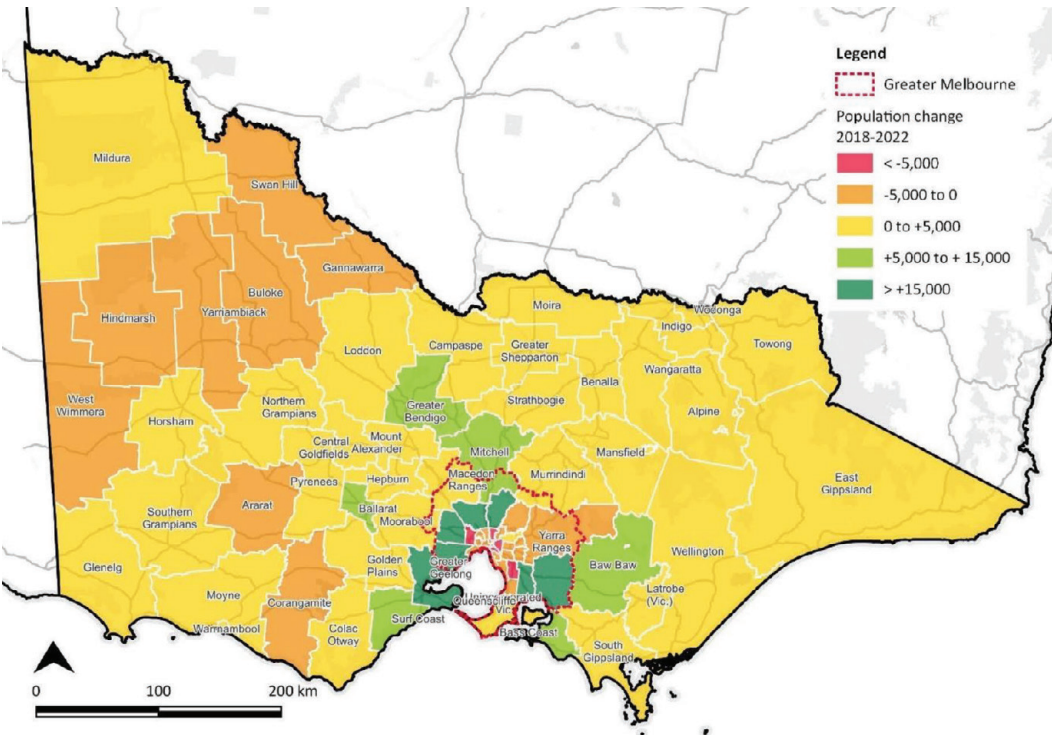 Legend
Greater Melbourne
Population change
2018-2022
< -5,000
-5,000 to 0
0 to +5,000
+5,000 to + 15,000
> +15,000
Mildura
Swan Hill
Gannawarra
Buloke
Yarriambiack
Hindmarsh
West
Wimmera
Horsham
Northern
Grampians
Loddon
Campaspe
Moira
Greater
Shepparton
Wodonga
Indigo
Towong
Wangaratta
Benalla
Alpine
Strathbogie
Greater
Bendigo
Mitchell
Mansfield
Murrindindi
Mount
Alexander
Central
Goldfields
Macedon
Ranges
Hepburn
Pyrenees
Ararat
Ballarat
Moorabool
East
Gippsland
Southern
Grampians
Yarra
Ranges
Wellington
Glenelg
Golden
Plains
Greater
Geelong
Baw Baw
Latrobe
(Vic.)
Moyne
Corangamite
Queenscliffe
Vic
Surf Coast
Bass Coast
Warrnambool
Colac
Otway
South
Gippsland
0 100 200 km